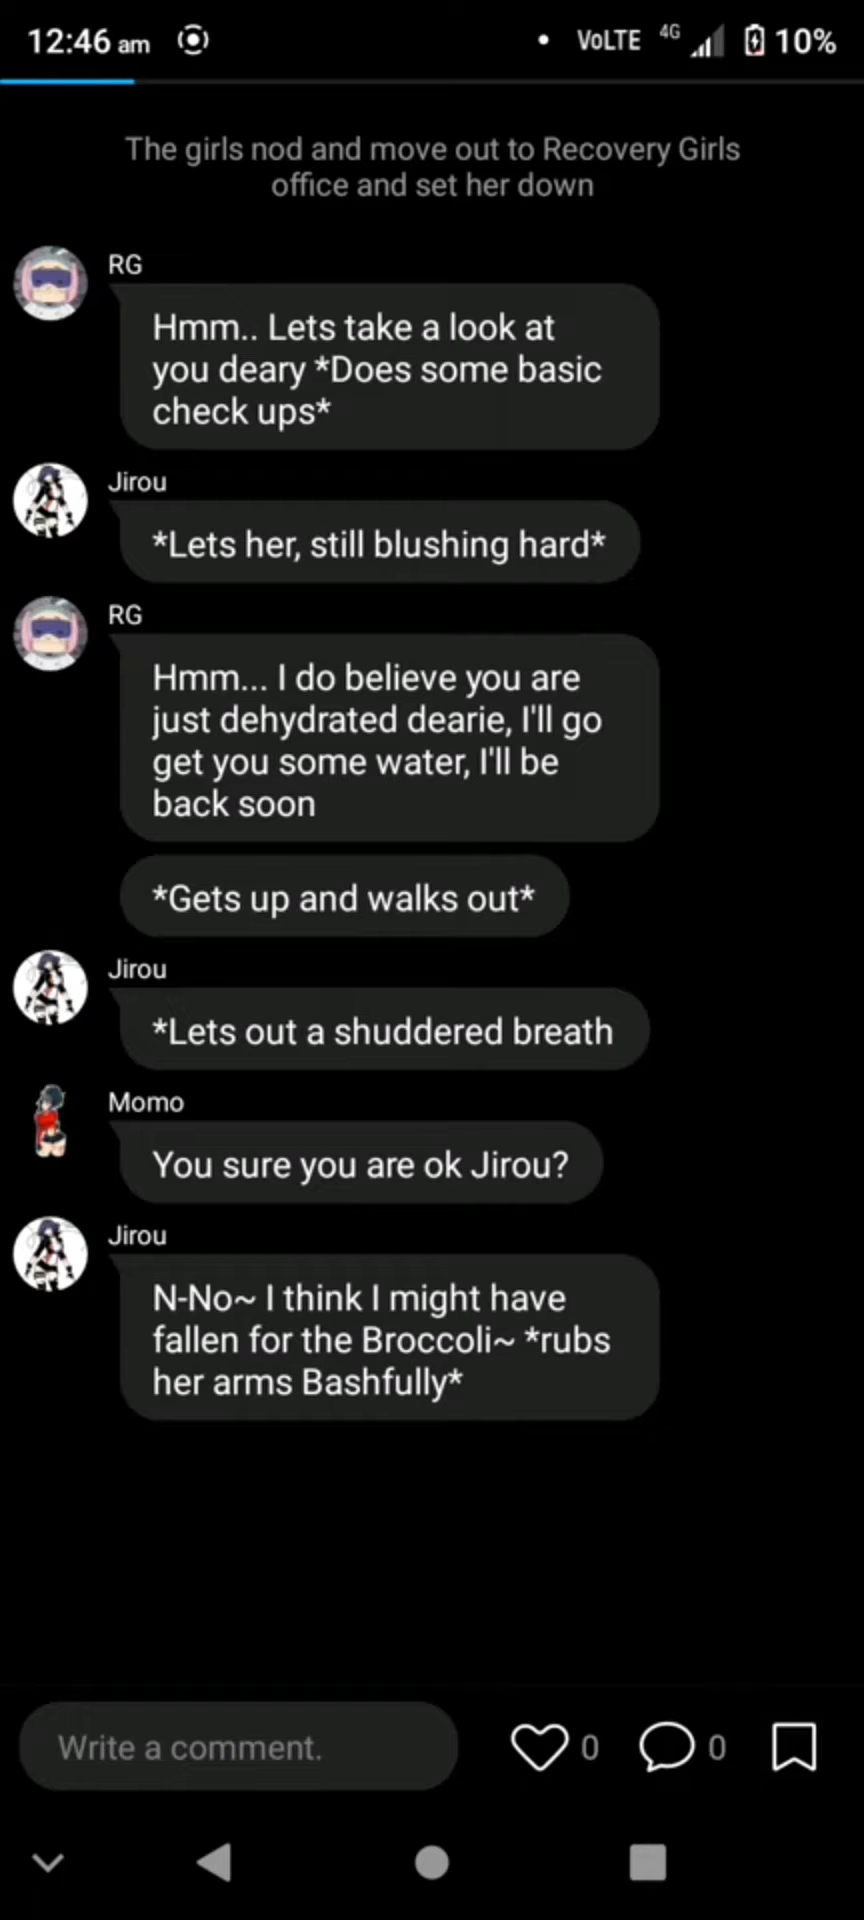 12:46 am
VoLTE 4G 10%
The girls nod and move out to Recovery Girls
office and set her down
RG
Hmm.. Lets take a look at
you deary *Does some basic
check ups*
Jirou
*Lets her, still blushing hard*
RG
Hmm... I do believe you are
just dehydrated dearie, I'll go
get you some water, I'll be
back soon
*Gets up and walks out*
Jirou
*Lets out a shuddered breath
Momo
You sure you are ok Jirou?
Jirou
N-No~ I think I might have
fallen for the Broccoli~ *rubs
her arms Bashfully*
Write a comment.
0
0